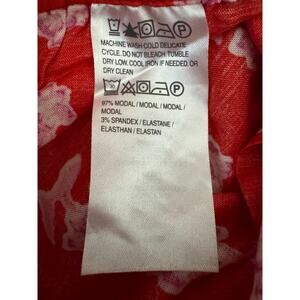 MACHINE WASH COLD DELICATE
CYCLE. DO NOT BLEACH. TUMBLE
DRY LOW. COOL IRON IF NEEDED. OR
DRY CLEAN
30
97% MODAL / MODAL / MODAL /
MODAL
3% SPANDEX / ELASTANE /
ELASTHAN / ELASTAN